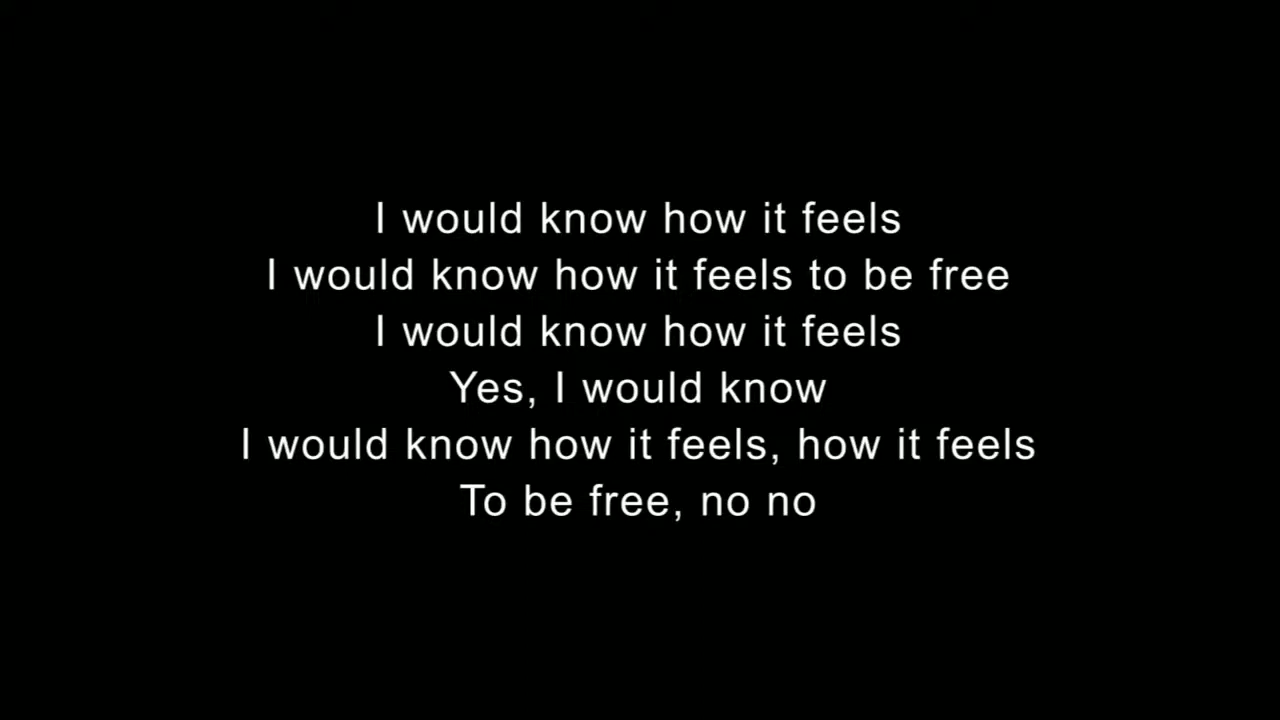 I would know how it feels
I would know how it feels to be free
I would know how it feels
Yes, I would know
I would know how it feels, how it feels
To be free, no no